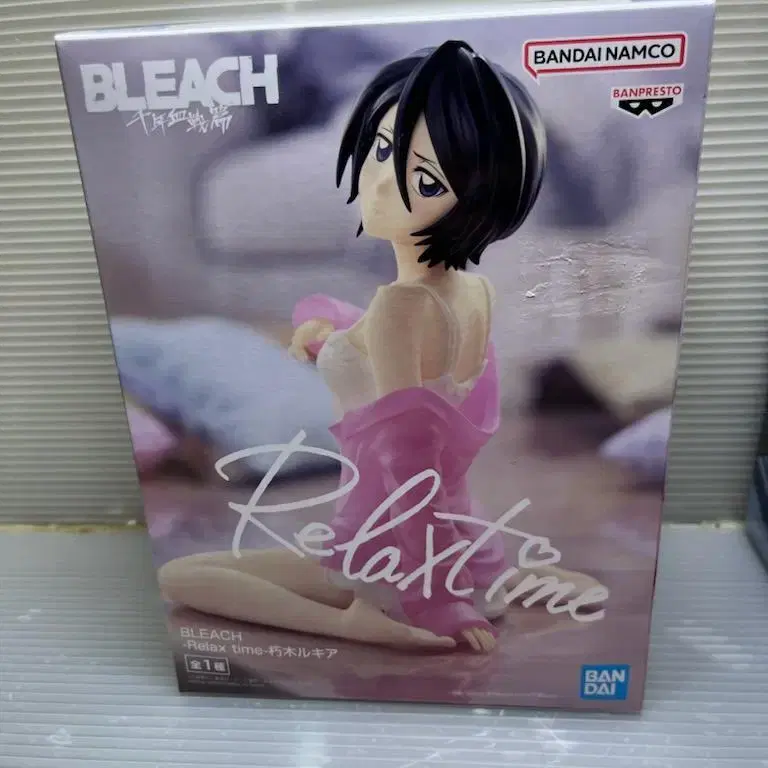 BLEACH
千年血戦篇
BANDAI NAMCO
BANPRESTO
Relax time
BLEACH
-Relax time-朽木ルキア
全1種
BAN
DAI